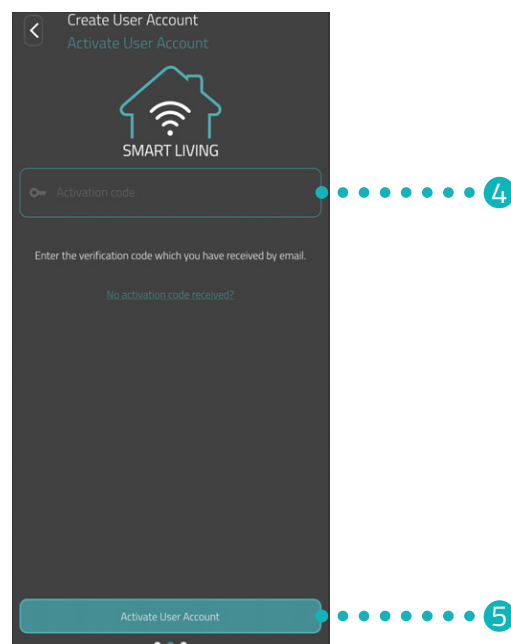 Create User Account
Activate User Account
SMART LIVING
Activation code
4
Enter the verification code which you have received by email.
No activation code received?
Activate User Account
5